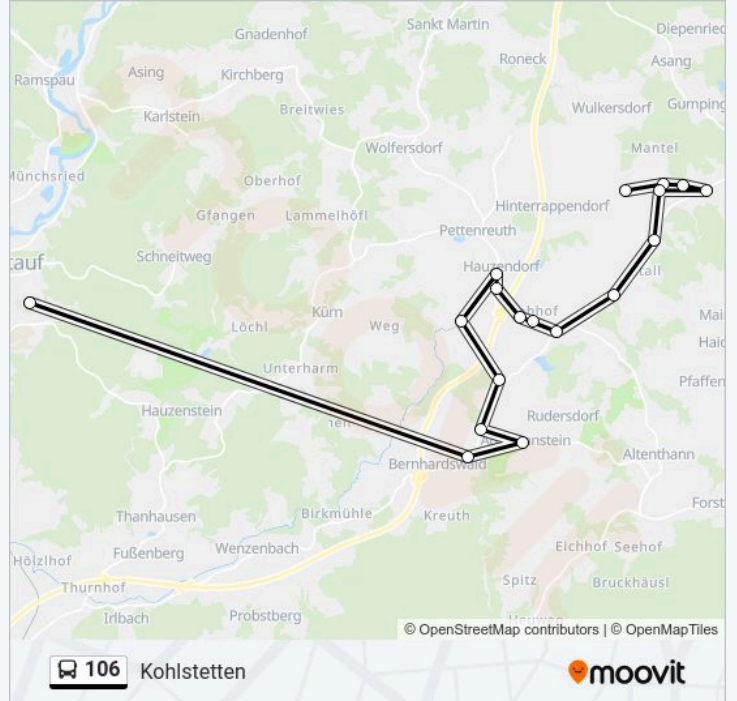 Sankt Martin
Diepenried
Gnadenhof
Roneck
Asang
Ramspau
Asing
Kirchberg
Breitwies
Wulkersdorf
Gumping
Karlstein
Wolfersdorf
Mantel
Münchsried
Oberhof
Hinterrappendorf
Gfangen
Lammelhöfl
Pettenreuth
Schneitweg
Hauzendorf
Kürn
Weg
Löchl
Unterharm
Hauzenstein
Pfaffen
Rudersdorf
Altenthann
Bernhardswald
Forst
Birkmühle
Kreuth
Thanhausen
Wenzenbach
Fußenberg
Hölzlhof
Eichhof Seehof
Thurnhof
Spitz
Bruckhäusl
Irlbach
Probstberg
© OpenStreetMap contributors | © OpenMapTiles
106 Kohlstetten
moovit